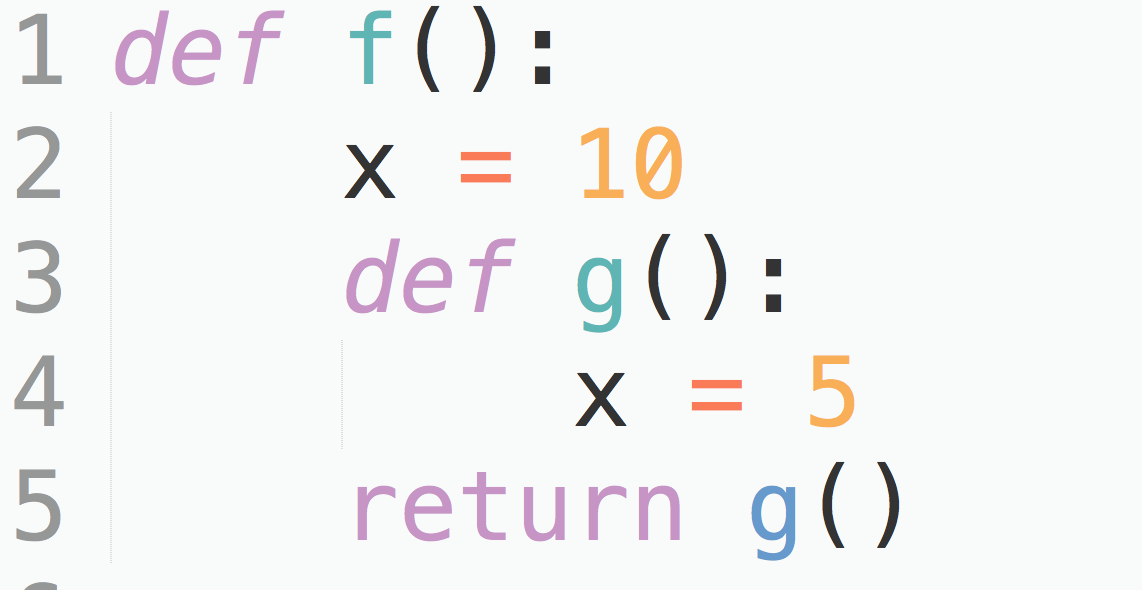 1 def f():
2     x = 10
3     def g():
4         x = 5
5     return g()